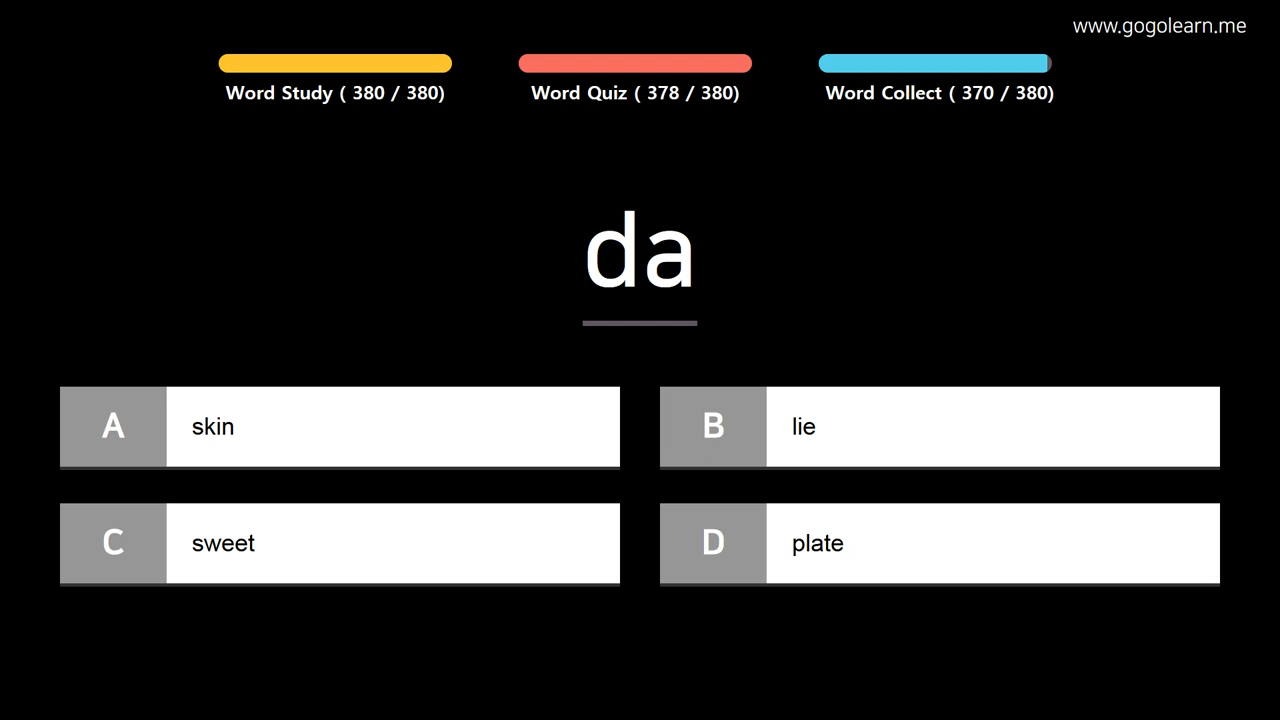 www.gogolearn.me
Word Study ( 380 / 380)
Word Quiz ( 378 / 380)
Word Collect ( 370 / 380)
da
A skin
B lie
C sweet
D plate